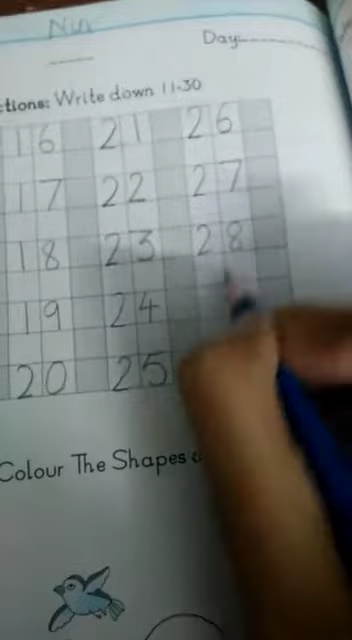 Day:
ctions: Write down 11-30
16 21 26
17 22 27
18 23 28
19 24
20 25
Colour The Shapes